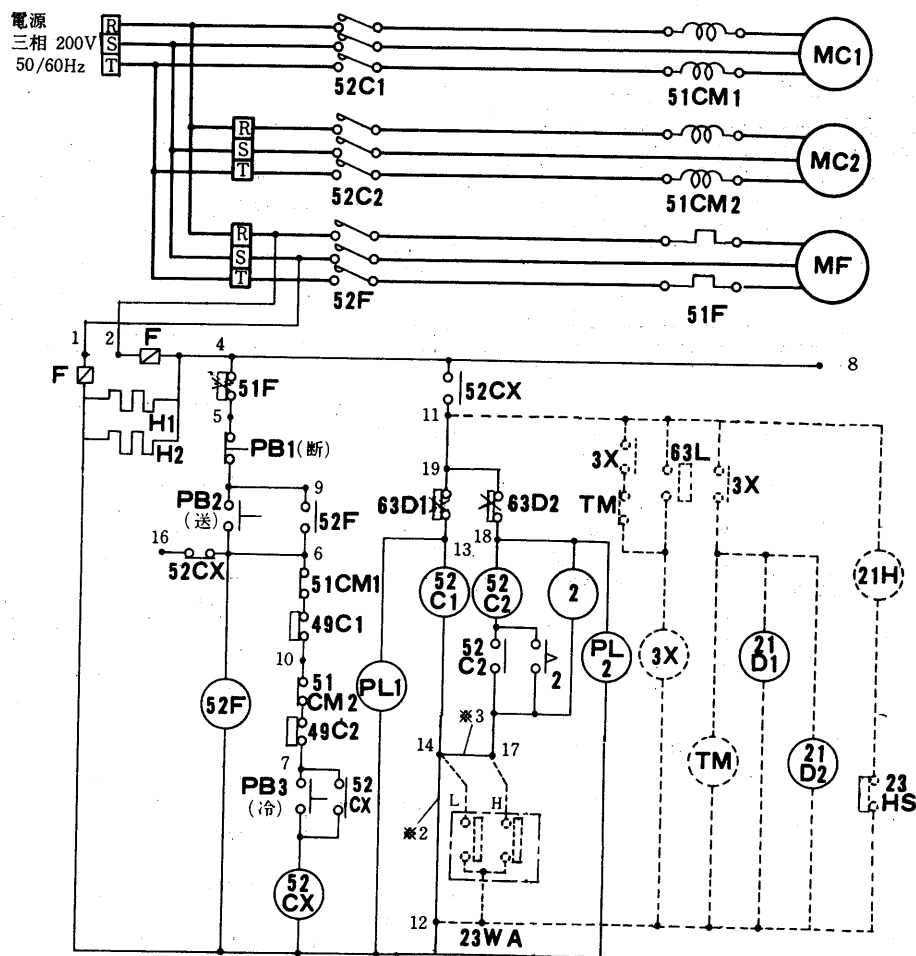 電源
三相 200V
50/60Hz
R
S
T
52C1
51CM1
MC1
R
S
T
52C2
51CM2
MC2
R
S
T
52F
51F
MF
1
2
F
F
4
8
H1
H2
51F
5
PB1(断)
PB2
(送)
9
52F
16
52CX
6
51CM1
49C1
10
51
CM2
49C2
7
PB3
(冷)
52
CX
52
CX
52F
PL1
52CX
11
19
63D1
63D2
13
18
52
C1
52
C2
2
52
C2
2
PL
2
※3
14
17
L
H
※2
12
23WA
3X
TM
63L
3X
3X
TM
21
D1
21
D2
21H
23
HS